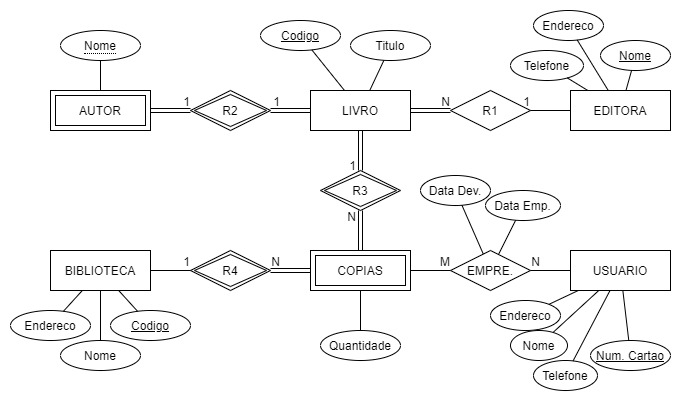 Nome
Codigo
Titulo
Endereco
Telefone
Nome
AUTOR
1
R2
1
LIVRO
N
R1
1
EDITORA
1
R3
N
Data Dev.
Data Emp.
BIBLIOTECA
1
R4
N
COPIAS
M
EMPRE.
N
USUARIO
Endereco
Nome
Codigo
Quantidade
Endereco
Nome
Telefone
Num. Cartao